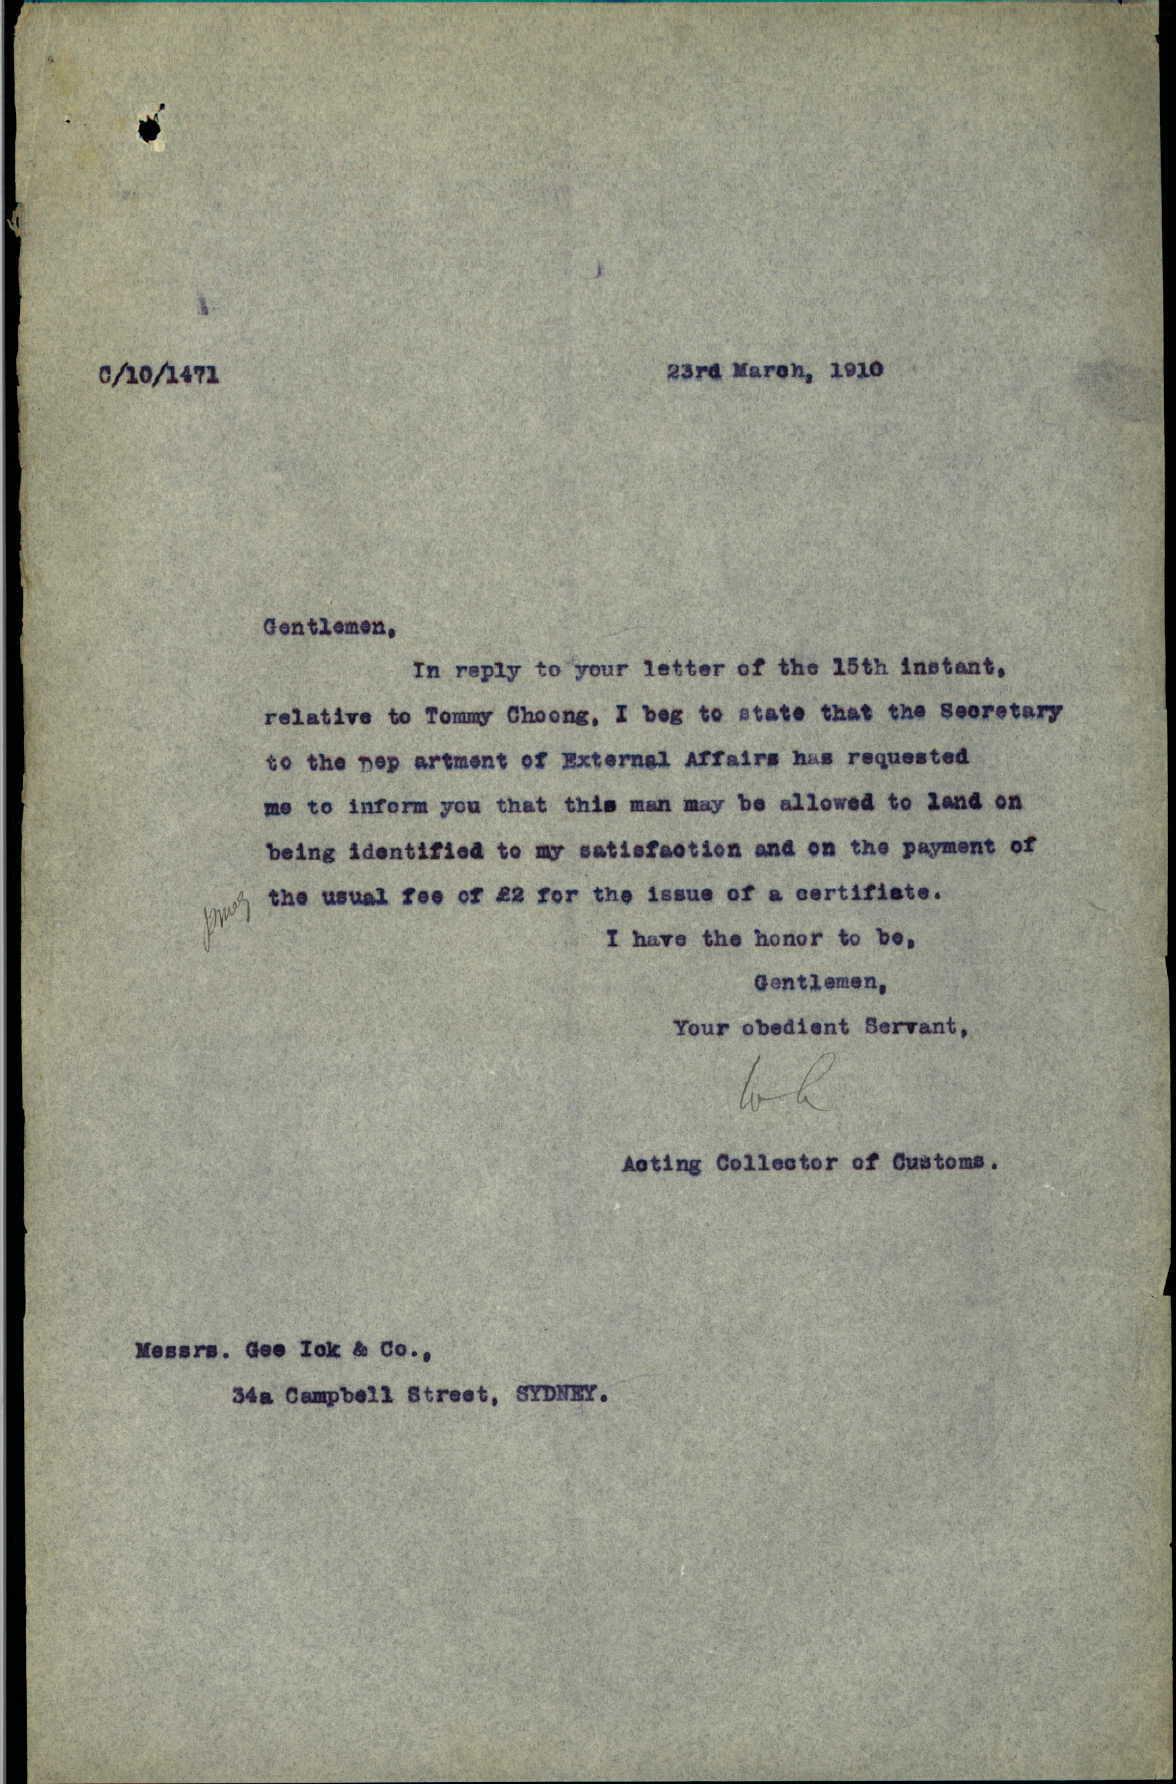 C/10/1471
23rd March, 1910
Gentlemen,
In reply to your letter of the 15th instant,
relative to Tommy Choong, I beg to state that the Secretary
to the Dep artment of External Affairs has requested
me to inform you that this man may be allowed to land on
being identified to my satisfaction and on the payment of
the usual fee of £2 for the issue of a certifiate.
I have the honor to be,
Gentlemen,
Your obedient Servant,
Acting Collector of Customs.
Messrs. Gee Ick & Co.,
34a Campbell Street, SYDNEY.